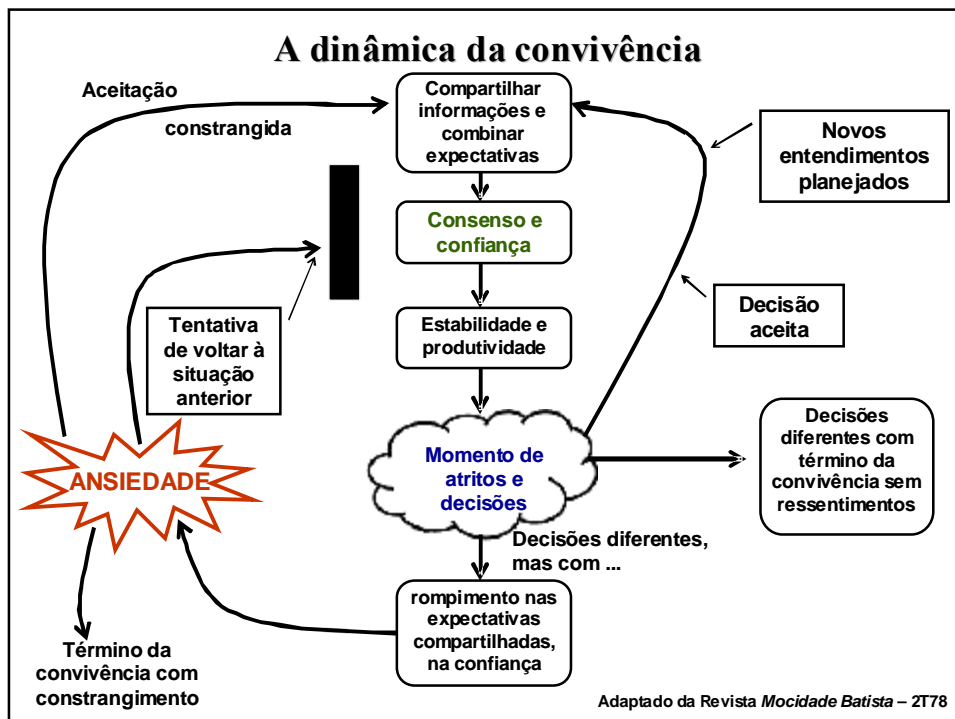 A dinâmica da convivência
Aceitação
constrangida
Compartilhar
informações e
combinar
expectativas
Novos
entendimentos
planejados
Consenso e
confiança
Tentativa
de voltar à
situação
anterior
Estabilidade e
produtividade
Decisão
aceita
ANSIEDADE
Momento de
atritos e
decisões
Decisões
diferentes com
término da
convivência sem
ressentimentos
Decisões diferentes,
mas com ...
rompimento nas
expectativas
compartilhadas,
na confiança
Término da
convivência com
constrangimento
Adaptado da Revista Mocidade Batista – 2T78